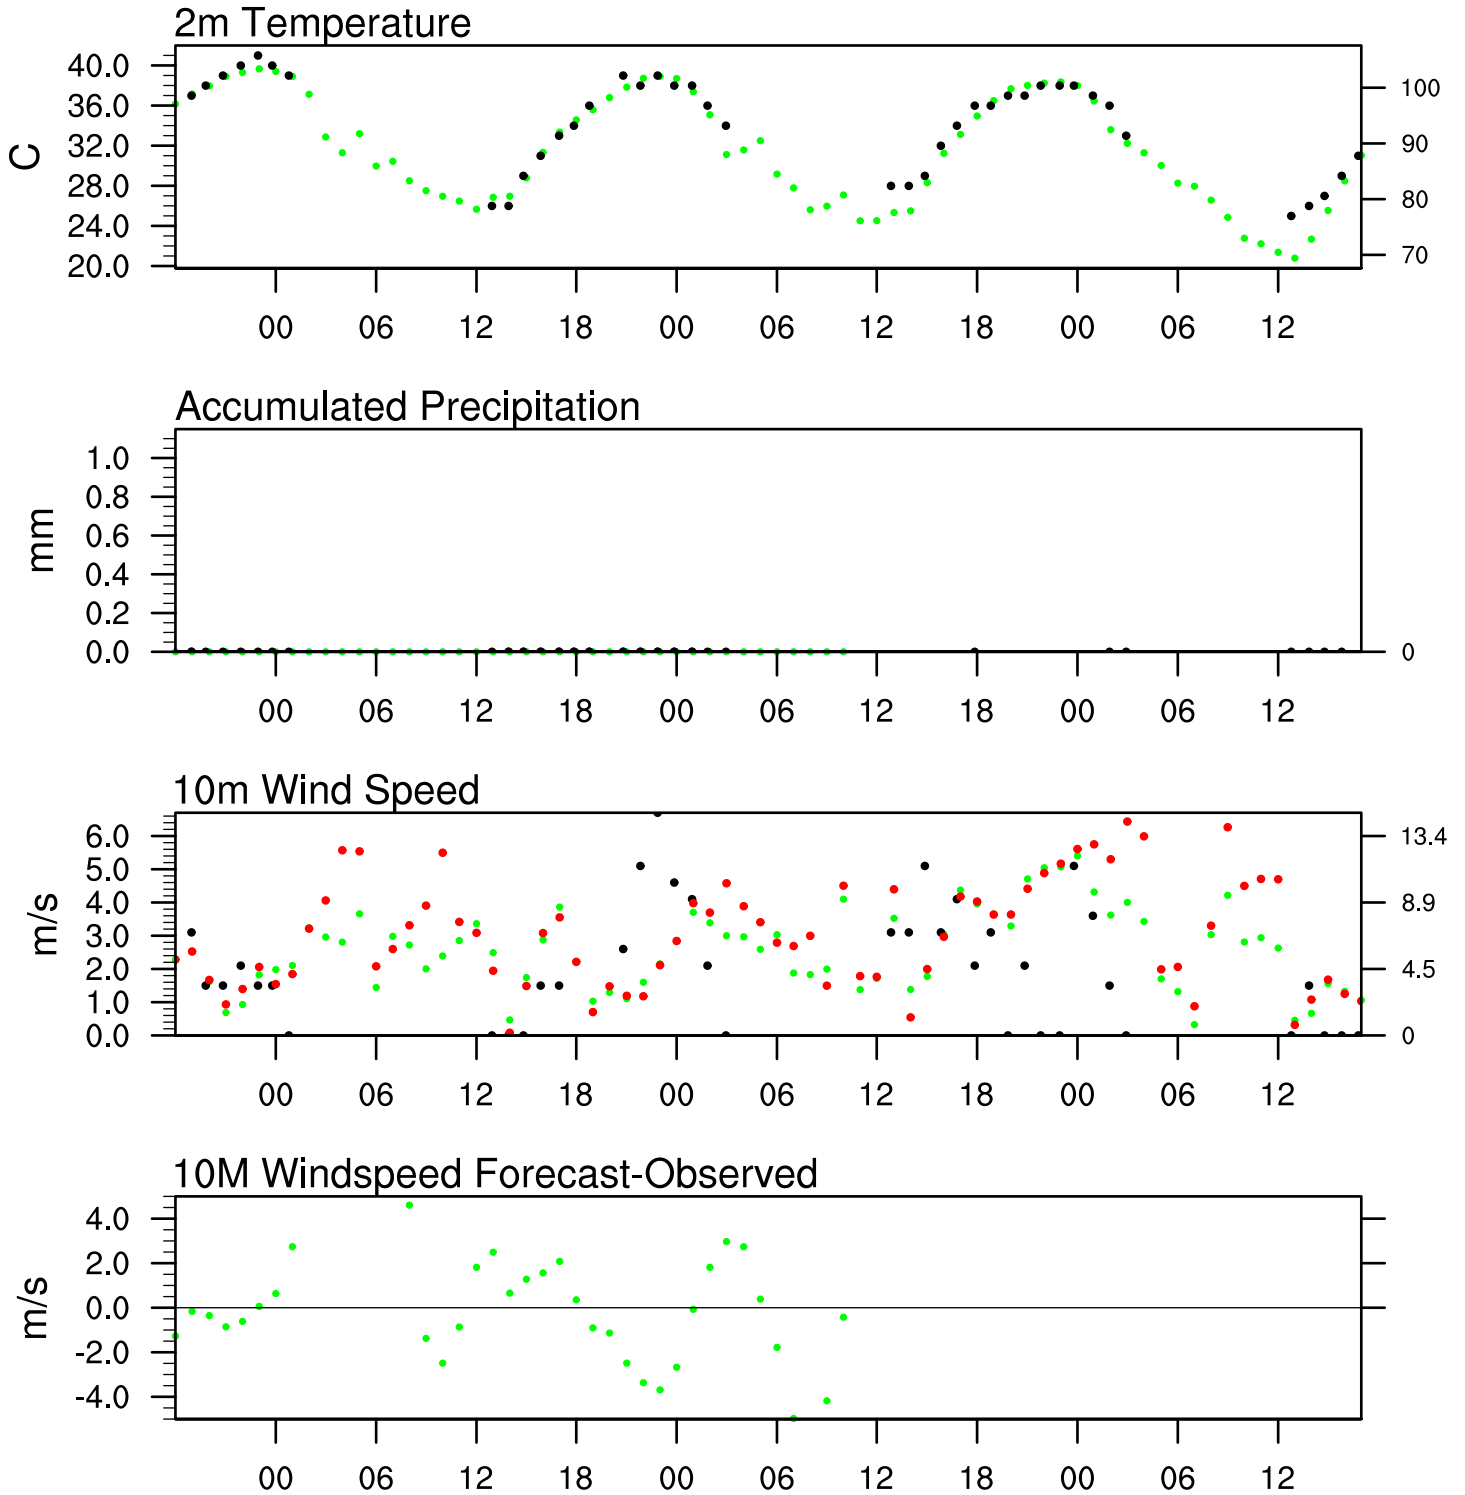 2m Temperature
C
40.0
36.0
32.0
28.0
24.0
20.0
100
90
80
70
00 06 12 18 00 06 12 18 00 06 12
Accumulated Precipitation
mm
1.0
0.8
0.6
0.4
0.2
0.0
0
00 06 12 18 00 06 12 18 00 06 12
10m Wind Speed
m/s
6.0
5.0
4.0
3.0
2.0
1.0
0.0
13.4
8.9
4.5
0
00 06 12 18 00 06 12 18 00 06 12
10M Windspeed Forecast-Observed
m/s
4.0
2.0
0.0
-2.0
-4.0
00 06 12 18 00 06 12 18 00 06 12